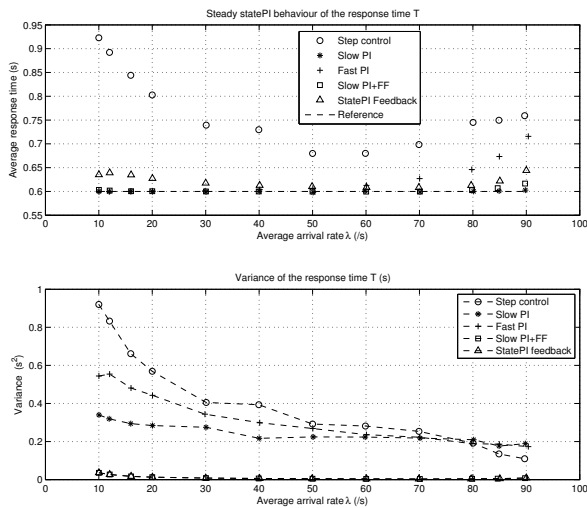 Steady statePI behaviour of the response time T
0.95
0.9
0.85
0.8
0.75
0.7
0.65
0.6
0.55
Average response time (s)
Step control
Slow PI
Fast PI
Slow PI+FF
StatePI Feedback
Reference
0 10 20 30 40 50 60 70 80 90 100
Average arrival rate λ (/s)
Variance of the response time T (s)
1
0.8
0.6
0.4
0.2
0
Variance (s²)
Step control
Slow PI
Fast PI
Slow PI+FF
StatePI feedback
0 10 20 30 40 50 60 70 80 90 100
Average arrival rate λ (/s)